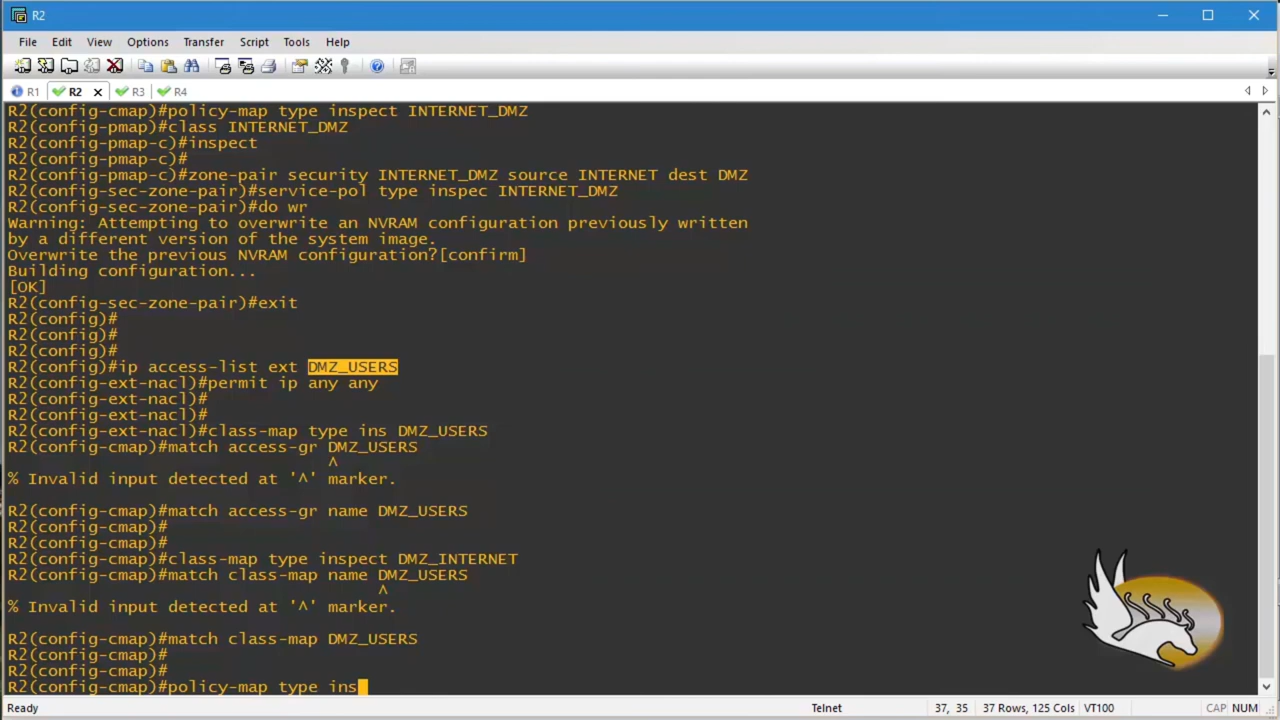 R2
File Edit View Options Transfer Script Tools Help
R1 R2 R3 R4
R2(config-cmap)#policy-map type inspect INTERNET_DMZ
R2(config-pmap)#class INTERNET_DMZ
R2(config-pmap-c)#inspect
R2(config-pmap-c)#
R2(config-pmap-c)#zone-pair security INTERNET_DMZ source INTERNET dest DMZ
R2(config-sec-zone-pair)#service-pol type inspec INTERNET_DMZ
R2(config-sec-zone-pair)#do wr
Warning: Attempting to overwrite an NVRAM configuration previously written
by a different version of the system image.
Overwrite the previous NVRAM configuration?[confirm]
Building configuration...
[OK]
R2(config-sec-zone-pair)#exit
R2(config)#
R2(config)#
R2(config)#
R2(config)#ip access-list ext DMZ_USERS
R2(config-ext-nacl)#permit ip any any
R2(config-ext-nacl)#
R2(config-ext-nacl)#
R2(config-ext-nacl)#class-map type ins DMZ_USERS
R2(config-cmap)#match access-gr DMZ_USERS
^
% Invalid input detected at '^' marker.
R2(config-cmap)#match access-gr name DMZ_USERS
R2(config-cmap)#
R2(config-cmap)#
R2(config-cmap)#class-map type inspect DMZ_INTERNET
R2(config-cmap)#match class-map name DMZ_USERS
^
% Invalid input detected at '^' marker.
R2(config-cmap)#match class-map DMZ_USERS
R2(config-cmap)#
R2(config-cmap)#
R2(config-cmap)#policy-map type ins
Ready Telnet 37, 35 37 Rows, 125 Cols VT100 CAP NUM